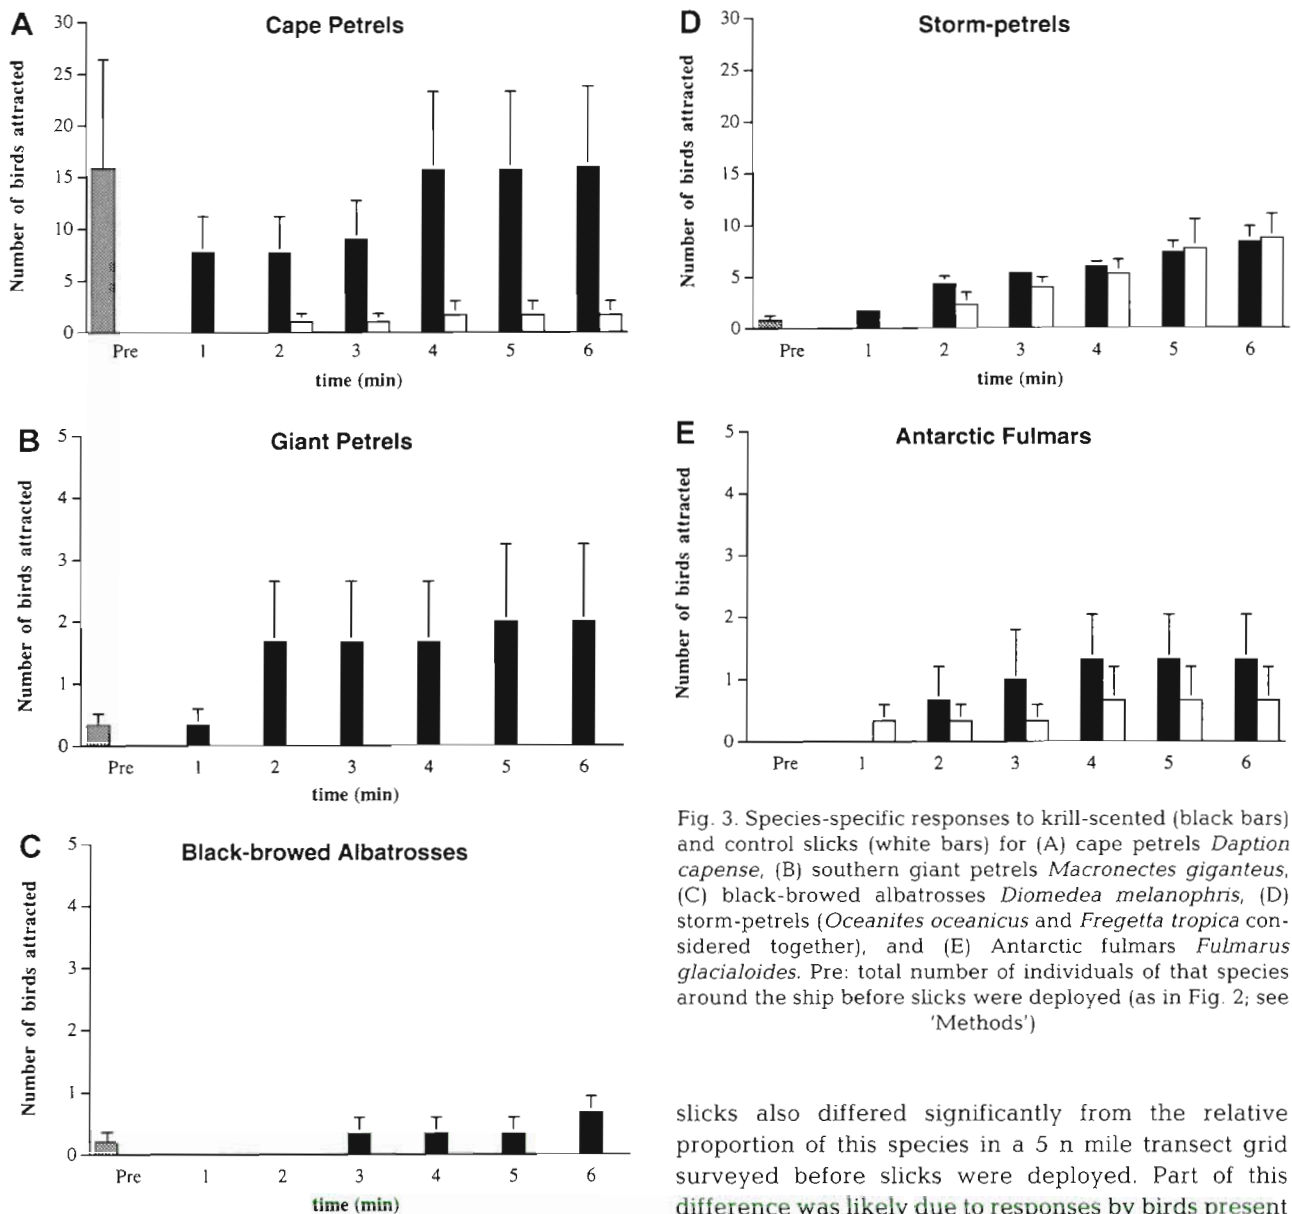 A
Cape Petrels
Number of birds attracted
30
25
20
15
10
5
0
Pre 1 2 3 4 5 6
time (min)
B
Giant Petrels
Number of birds attracted
5
4
3
2
1
0
Pre 1 2 3 4 5 6
time (min)
C
Black-browed Albatrosses
Number of birds attracted
5
4
3
2
1
0
Pre 1 2 3 4 5 6
time (min)
D
Storm-petrels
Number of birds attracted
30
25
20
15
10
5
0
Pre 1 2 3 4 5 6
time (min)
E
Antarctic Fulmars
Number of birds attracted
5
4
3
2
1
0
Pre 1 2 3 4 5 6
Fig. 3. Species-specific responses to krill-scented (black bars)
and control slicks (white bars) for (A) cape petrels Daption
capense, (B) southern giant petrels Macronectes giganteus,
(C) black-browed albatrosses Diomedea melanophris, (D)
storm-petrels (Oceanites oceanicus and Fregetta tropica con-
sidered together), and (E) Antarctic fulmars Fulmarus
glacialoides. Pre: total number of individuals of that species
around the ship before slicks were deployed (as in Fig. 2; see
'Methods')
slicks also differed significantly from the relative
proportion of this species in a 5 n mile transect grid
surveyed before slicks were deployed. Part of this
difference was likely due to responses by birds present